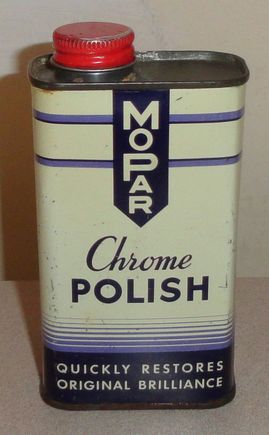 MOPAR
Chrome
POLISH
QUICKLY RESTORES
ORIGINAL BRILLIANCE